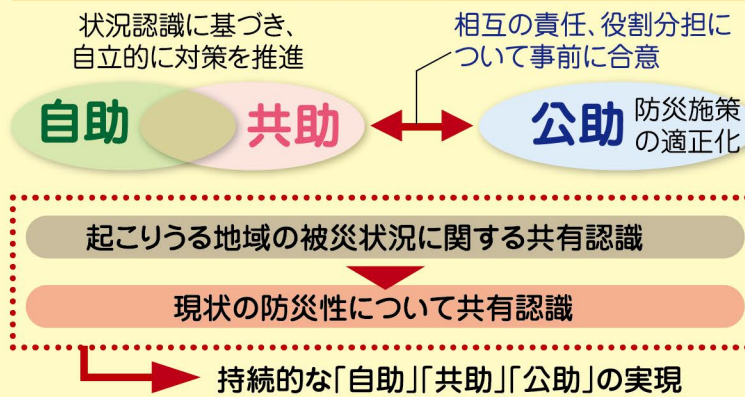 状況認識に基づき、
自立的に対策を推進
相互の責任、役割分担に
ついて事前に合意
自助
共助
公助
防災施策
の適正化
起こりうる地域の被災状況に関する共有認識
現状の防災性について共有認識
持続的な「自助」「共助」「公助」の実現